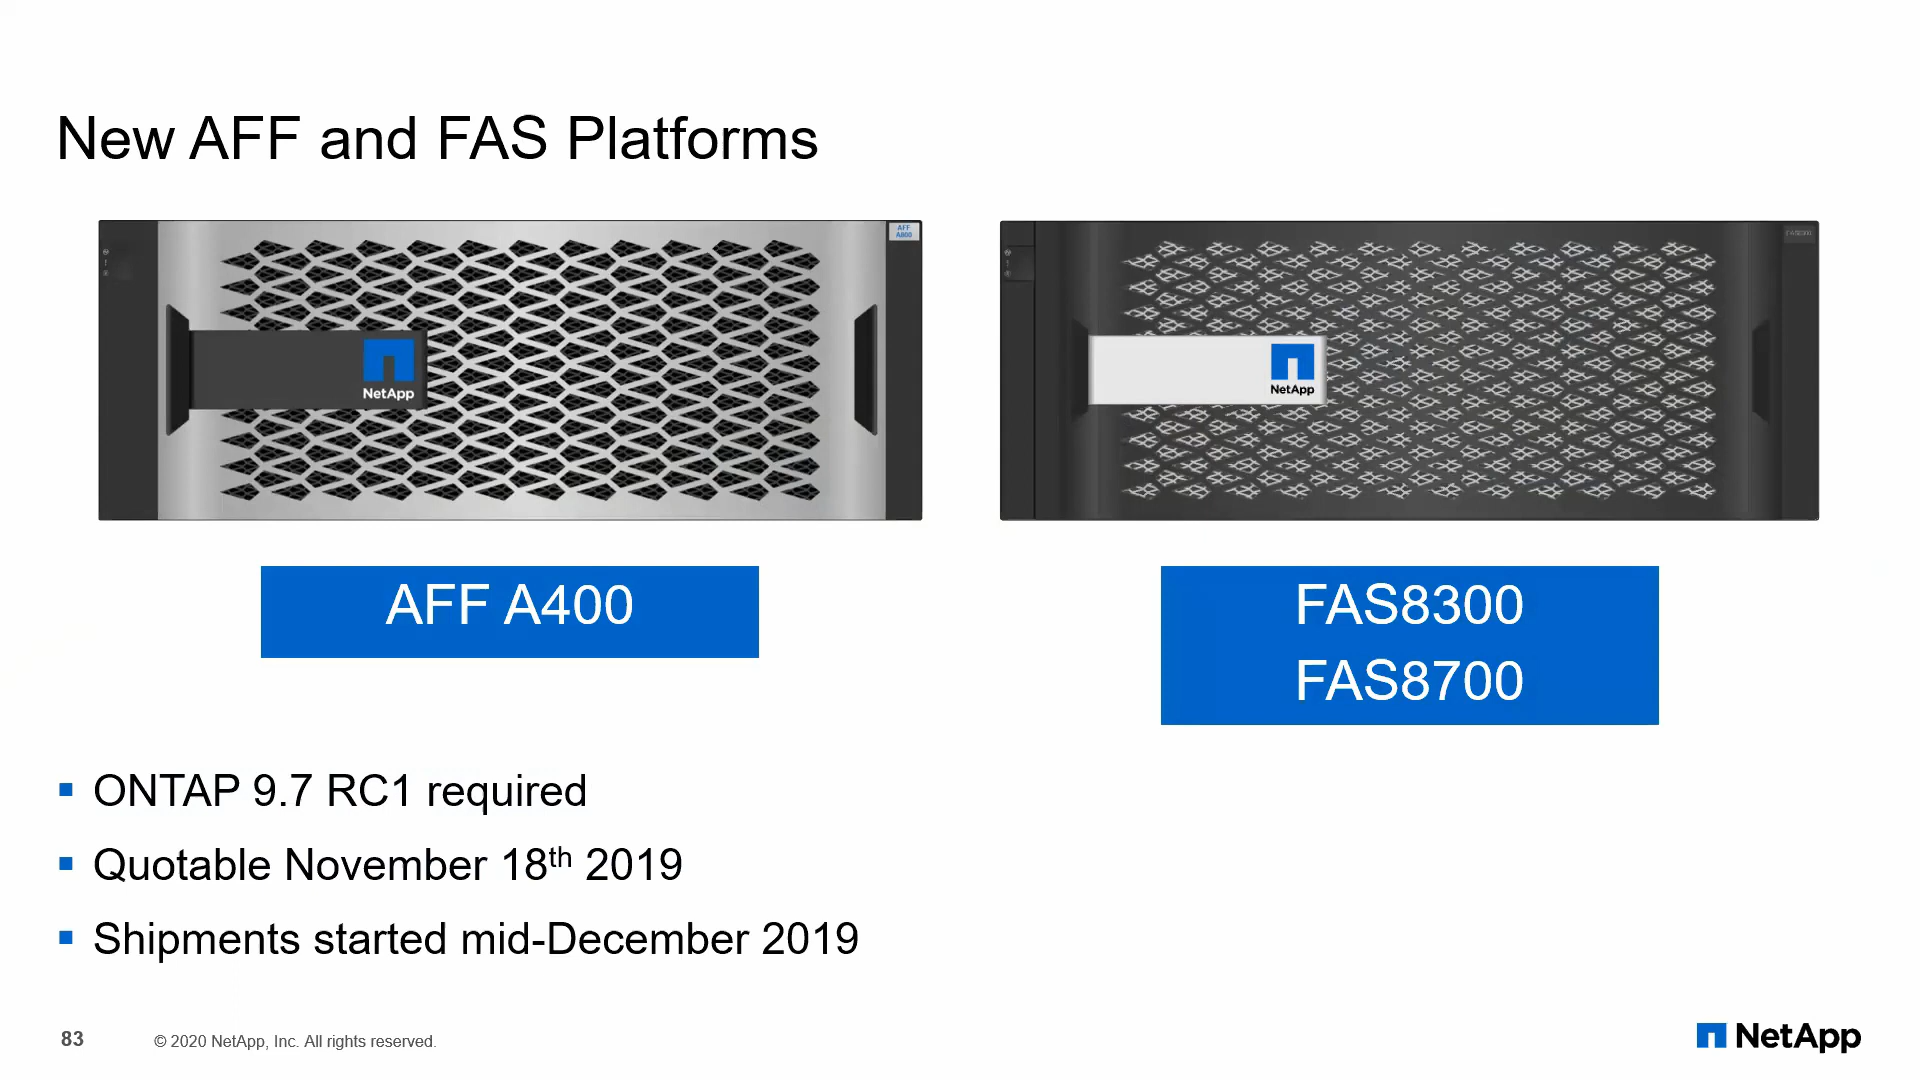 New AFF and FAS Platforms
AFF
A800
NetApp
FAS8300
NetApp
AFF A400
FAS8300
FAS8700
ONTAP 9.7 RC1 required
Quotable November 18th 2019
Shipments started mid-December 2019
83
© 2020 NetApp, Inc. All rights reserved.
NetApp